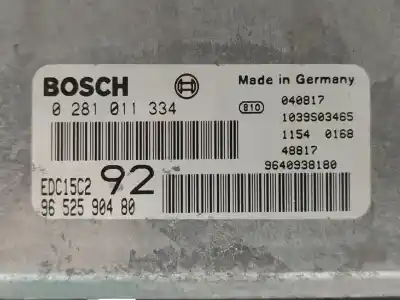 BOSCH
Made in Germany
0 281 011 334
810
040817
1039S03465
1154 0168
48817
9640938180
EDC15C2
92
96 525 904 80